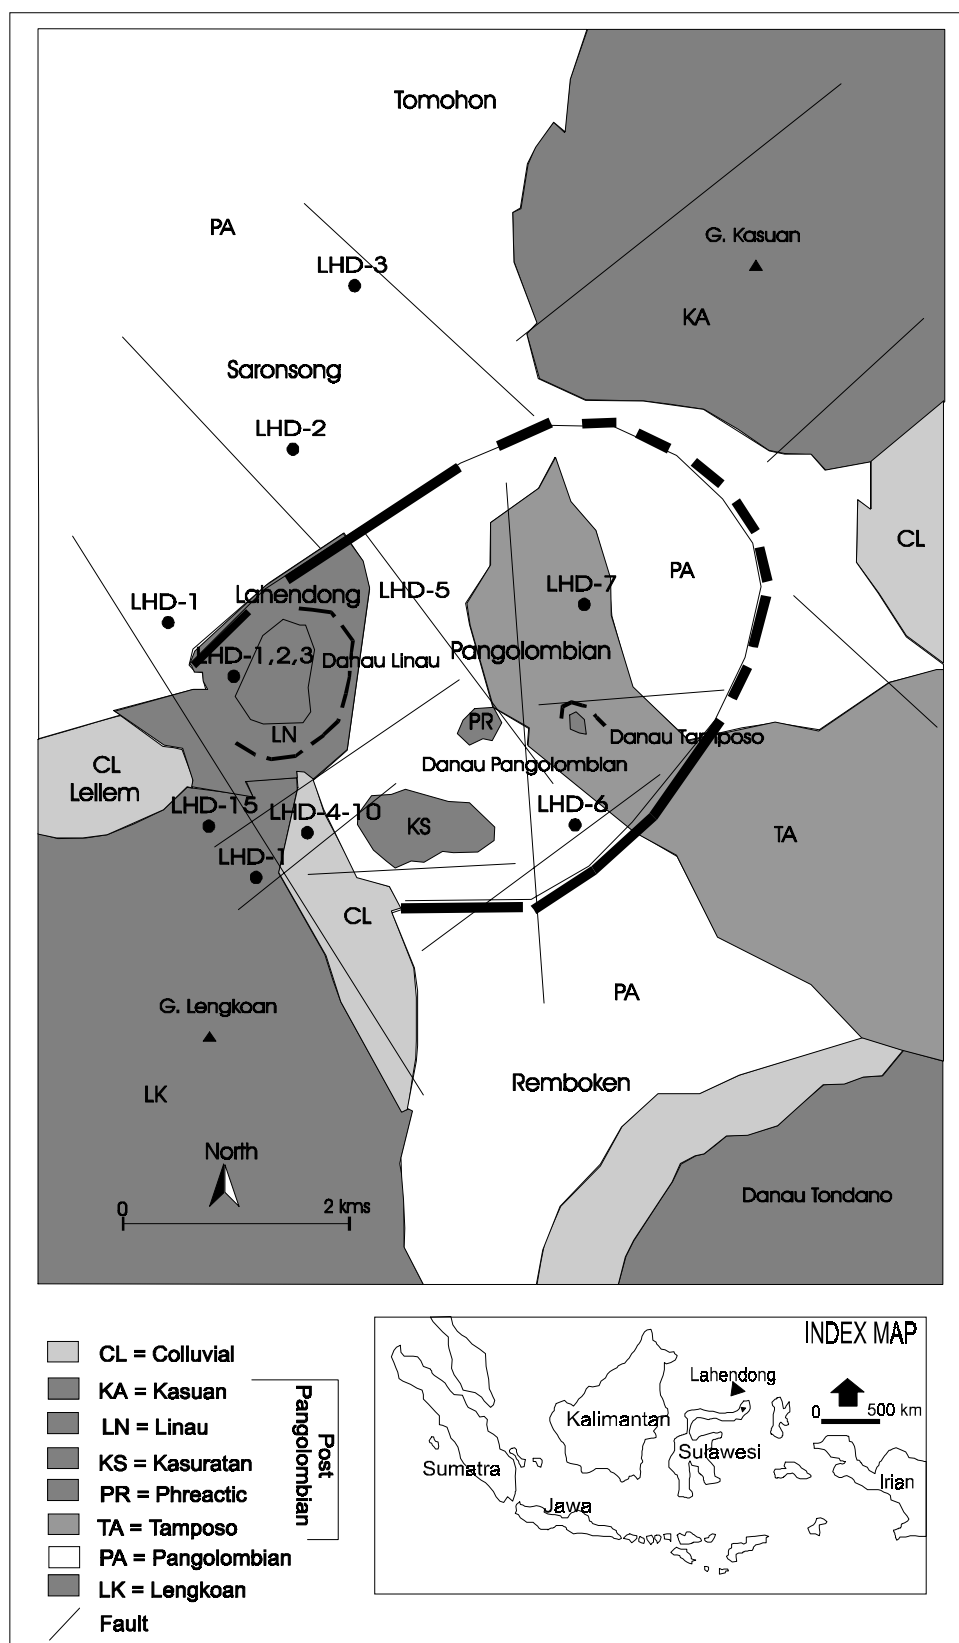 Tomohon
PA
G. Kasuan
LHD-3
KA
Saronsong
LHD-2
CL
PA
LHD-7
LHD-5
Lahendong
LHD-1
Pangolombian
LHD-1,2,3
Danau Linau
PR
LN
Danau Tamposo
CL
Danau Pangolombian
Lellem
LHD-15
LHD-4-10
LHD-6
KS
TA
LHD-1
CL
PA
G. Lengkoan
Remboken
LK
North
Danau Tondano
0
2 kms
CL = Colluvial
KA = Kasuan
LN = Linau
KS = Kasuratan
PR = Phreactic
TA = Tamposo
PA = Pangolombian
LK = Lengkoan
Fault
Post
Pangolombian
INDEX MAP
Lahendong
0
500 km
Kalimantan
Sulawesi
Sumatra
Irian
Jawa